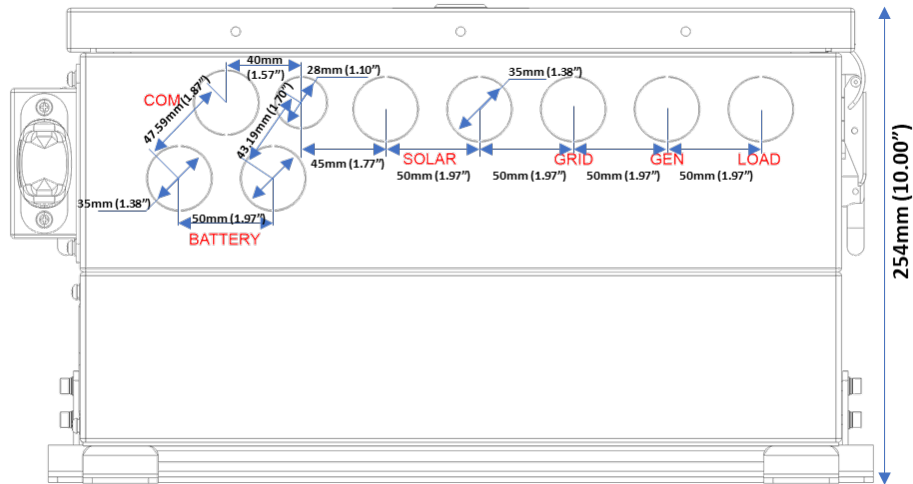 40mm
(1.57”)
28mm (1.10”)
35mm (1.38”)
COM
47.59mm (1.87”)
43.19mm (1.70”)
45mm (1.77”)
SOLAR
GRID
GEN
LOAD
50mm (1.97”)
50mm (1.97”)
50mm (1.97”)
50mm (1.97”)
35mm (1.38”)
50mm (1.97”)
BATTERY
254mm (10.00”)